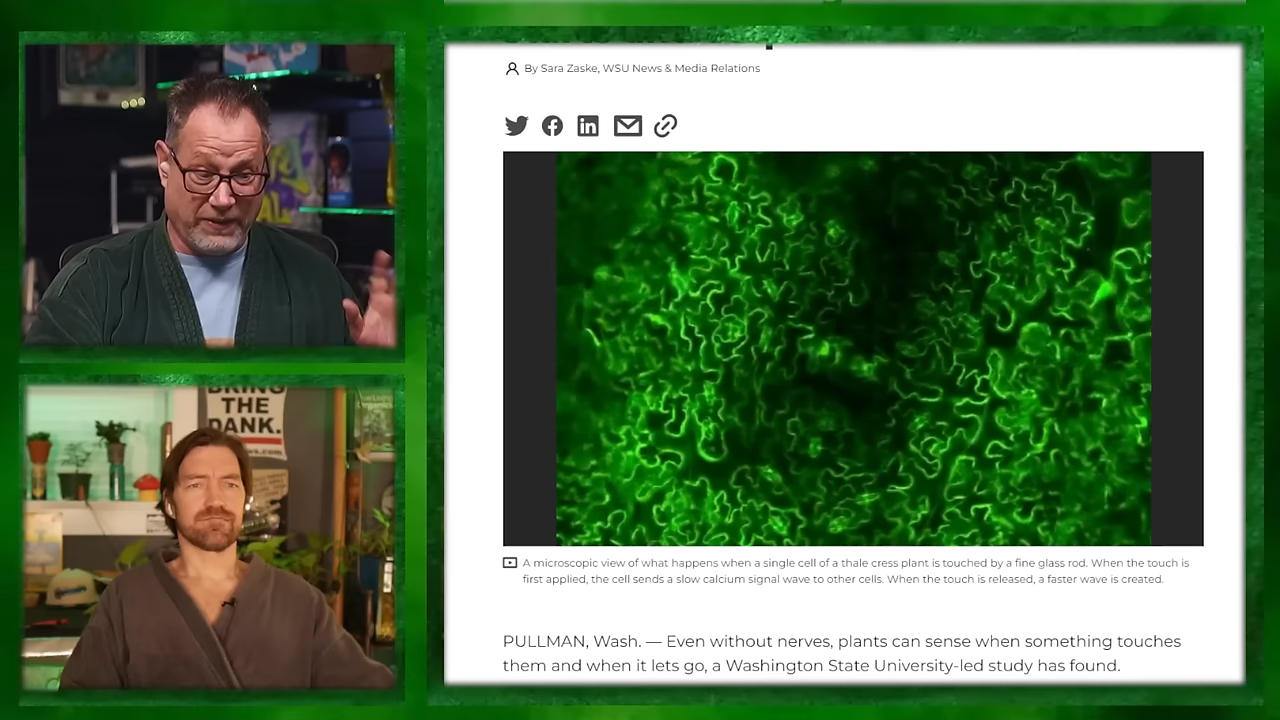 By Sara Zaske, WSU News & Media Relations
A microscopic view of what happens when a single cell of a thale cress plant is touched by a fine glass rod. When the touch is
first applied, the cell sends a slow calcium signal wave to other cells. When the touch is released, a faster wave is created.
PULLMAN, Wash. — Even without nerves, plants can sense when something touches
them and when it lets go, a Washington State University-led study has found.
BRING
THE
DANK.